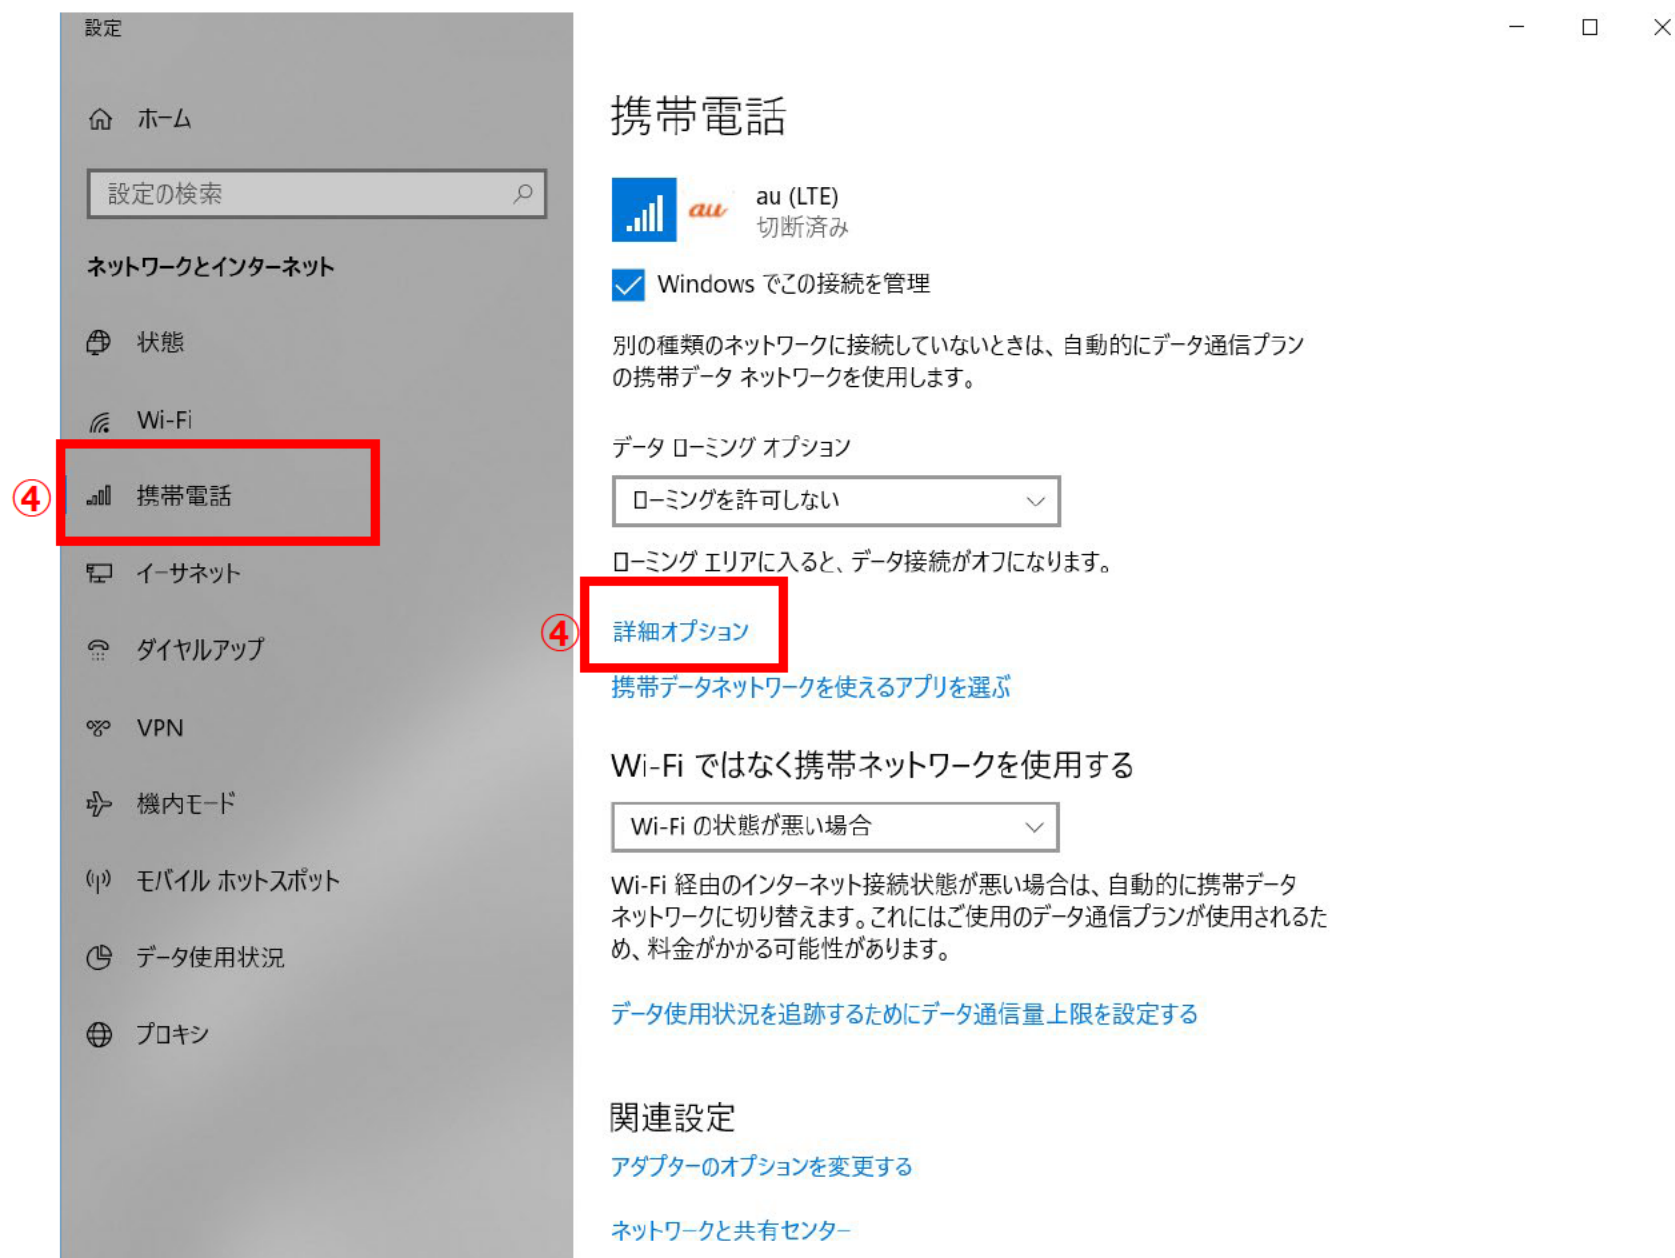 設定
ホーム
設定の検索
ネットワークとインターネット
状態
Wi-Fi
④
携帯電話
イーサネット
ダイヤルアップ
VPN
機内モード
モバイル ホットスポット
データ使用状況
プロキシ
携帯電話
au
au (LTE)
切断済み
Windows でこの接続を管理
別の種類のネットワークに接続していないときは、自動的にデータ通信プラン
の携帯データ ネットワークを使用します。
データ ローミング オプション
ローミングを許可しない
ローミング エリアに入ると、データ接続がオフになります。
④
詳細オプション
携帯データネットワークを使えるアプリを選ぶ
Wi-Fi ではなく携帯ネットワークを使用する
Wi-Fi の状態が悪い場合
Wi-Fi 経由のインターネット接続状態が悪い場合は、自動的に携帯データ
ネットワークに切り替えます。これにはご使用のデータ通信プランが使用されるた
め、料金がかかる可能性があります。
データ使用状況を追跡するためにデータ通信量上限を設定する
関連設定
アダプターのオプションを変更する
ネットワークと共有センター